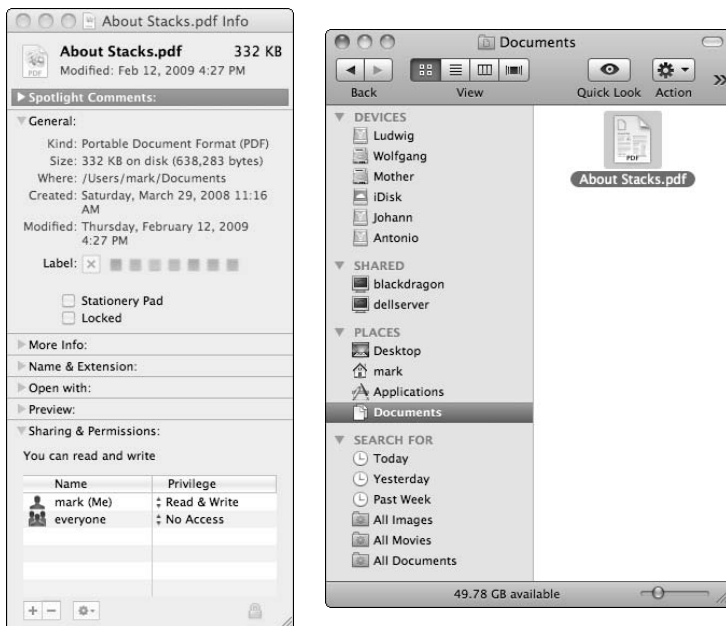 About Stacks.pdf Info
About Stacks.pdf 332 KB
Modified: Feb 12, 2009 4:27 PM
PDF
Spotlight Comments:
General:
Kind: Portable Document Format (PDF)
Size: 332 KB on disk (638,283 bytes)
Where: /Users/mark/Documents
Created: Saturday, March 29, 2008 11:16
AM
Modified: Thursday, February 12, 2009
4:27 PM
Label:
Stationery Pad
Locked
More Info:
Name & Extension:
Open with:
Preview:
Sharing & Permissions:
You can read and write
Name Privilege
mark (Me) Read & Write
everyone No Access
Documents
Back View Quick Look Action
DEVICES
Ludwig
Wolfgang
Mother
iDisk
Johann
Antonio
SHARED
blackdragon
dellserver
PLACES
Desktop
mark
Applications
Documents
SEARCH FOR
Today
Yesterday
Past Week
All Images
All Movies
All Documents
PDF
About Stacks.pdf
49.78 GB available